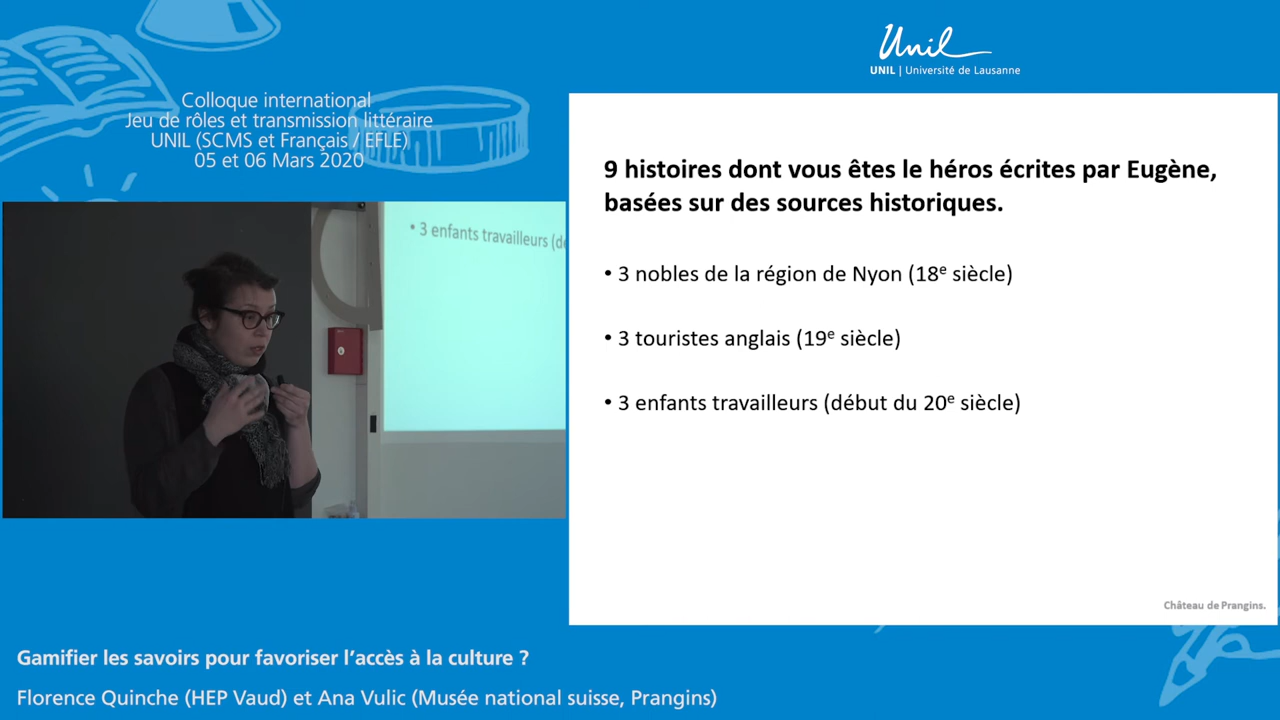 Unil
UNIL | Université de Lausanne
Colloque international
Jeu de rôles et transmission littéraire
UNIL (SCMS et Français / EFLE)
05 et 06 Mars 2020
• 3 enfants travailleurs (dé
9 histoires dont vous êtes le héros écrites par Eugène,
basées sur des sources historiques.
• 3 nobles de la région de Nyon (18e siècle)
• 3 touristes anglais (19e siècle)
• 3 enfants travailleurs (début du 20e siècle)
Château de Prangins.
Gamifier les savoirs pour favoriser l'accès à la culture ?
Florence Quinche (HEP Vaud) et Ana Vulic (Musée national suisse, Prangins)